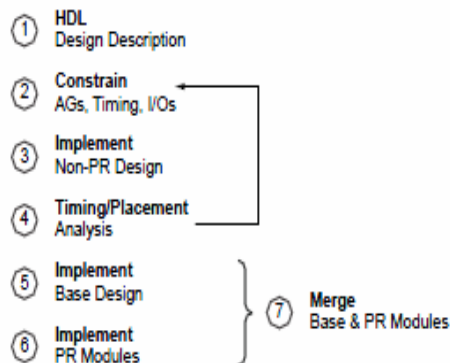 1
HDL
Design Description
2
Constrain
AGs, Timing, I/Os
3
Implement
Non-PR Design
4
Timing/Placement
Analysis
5
Implement
Base Design
6
Implement
PR Modules
7
Merge
Base & PR Modules